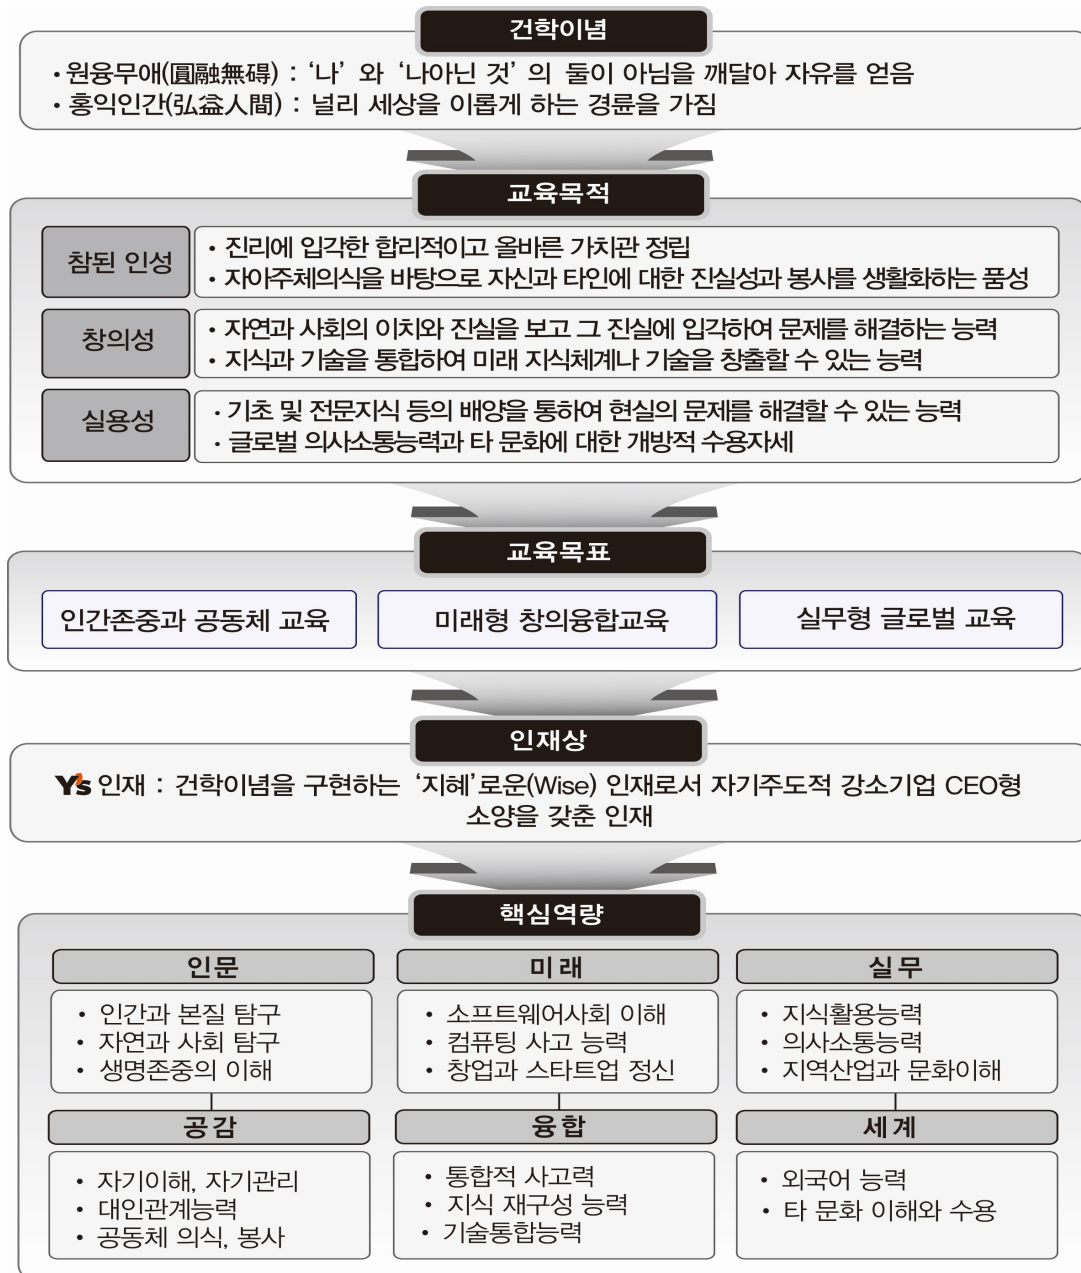 건학이념
• 원융무애(圓融無碍) : ‘나’ 와 ‘나아닌 것’ 의 둘이 아님을 깨달아 자유를 얻음
• 홍익인간(弘益人間) : 널리 세상을 이롭게 하는 경륜을 가짐
교육목적
참된 인성
• 진리에 입각한 합리적이고 올바른 가치관 정립
• 자아주체의식을 바탕으로 자신과 타인에 대한 진실성과 봉사를 생활화하는 품성
창의성
• 자연과 사회의 이치와 진실을 보고 그 진실에 입각하여 문제를 해결하는 능력
• 지식과 기술을 통합하여 미래 지식체계나 기술을 창출할 수 있는 능력
실용성
• 기초 및 전문지식 등의 배양을 통하여 현실의 문제를 해결할 수 있는 능력
• 글로벌 의사소통능력과 타 문화에 대한 개방적 수용자세
교육목표
인간존중과 공동체 교육
미래형 창의융합교육
실무형 글로벌 교육
인재상
Y's 인재 : 건학이념을 구현하는 ‘지혜’로운(Wise) 인재로서 자기주도적 강소기업 CEO형
소양을 갖춘 인재
핵심역량
인문
• 인간과 본질 탐구
• 자연과 사회 탐구
• 생명존중의 이해
미래
• 소프트웨어사회 이해
• 컴퓨팅 사고 능력
• 창업과 스타트업 정신
실무
• 지식활용능력
• 의사소통능력
• 지역산업과 문화이해
공감
• 자기이해, 자기관리
• 대인관계능력
• 공동체 의식, 봉사
융합
• 통합적 사고력
• 지식 재구성 능력
• 기술통합능력
세계
• 외국어 능력
• 타 문화 이해와 수용